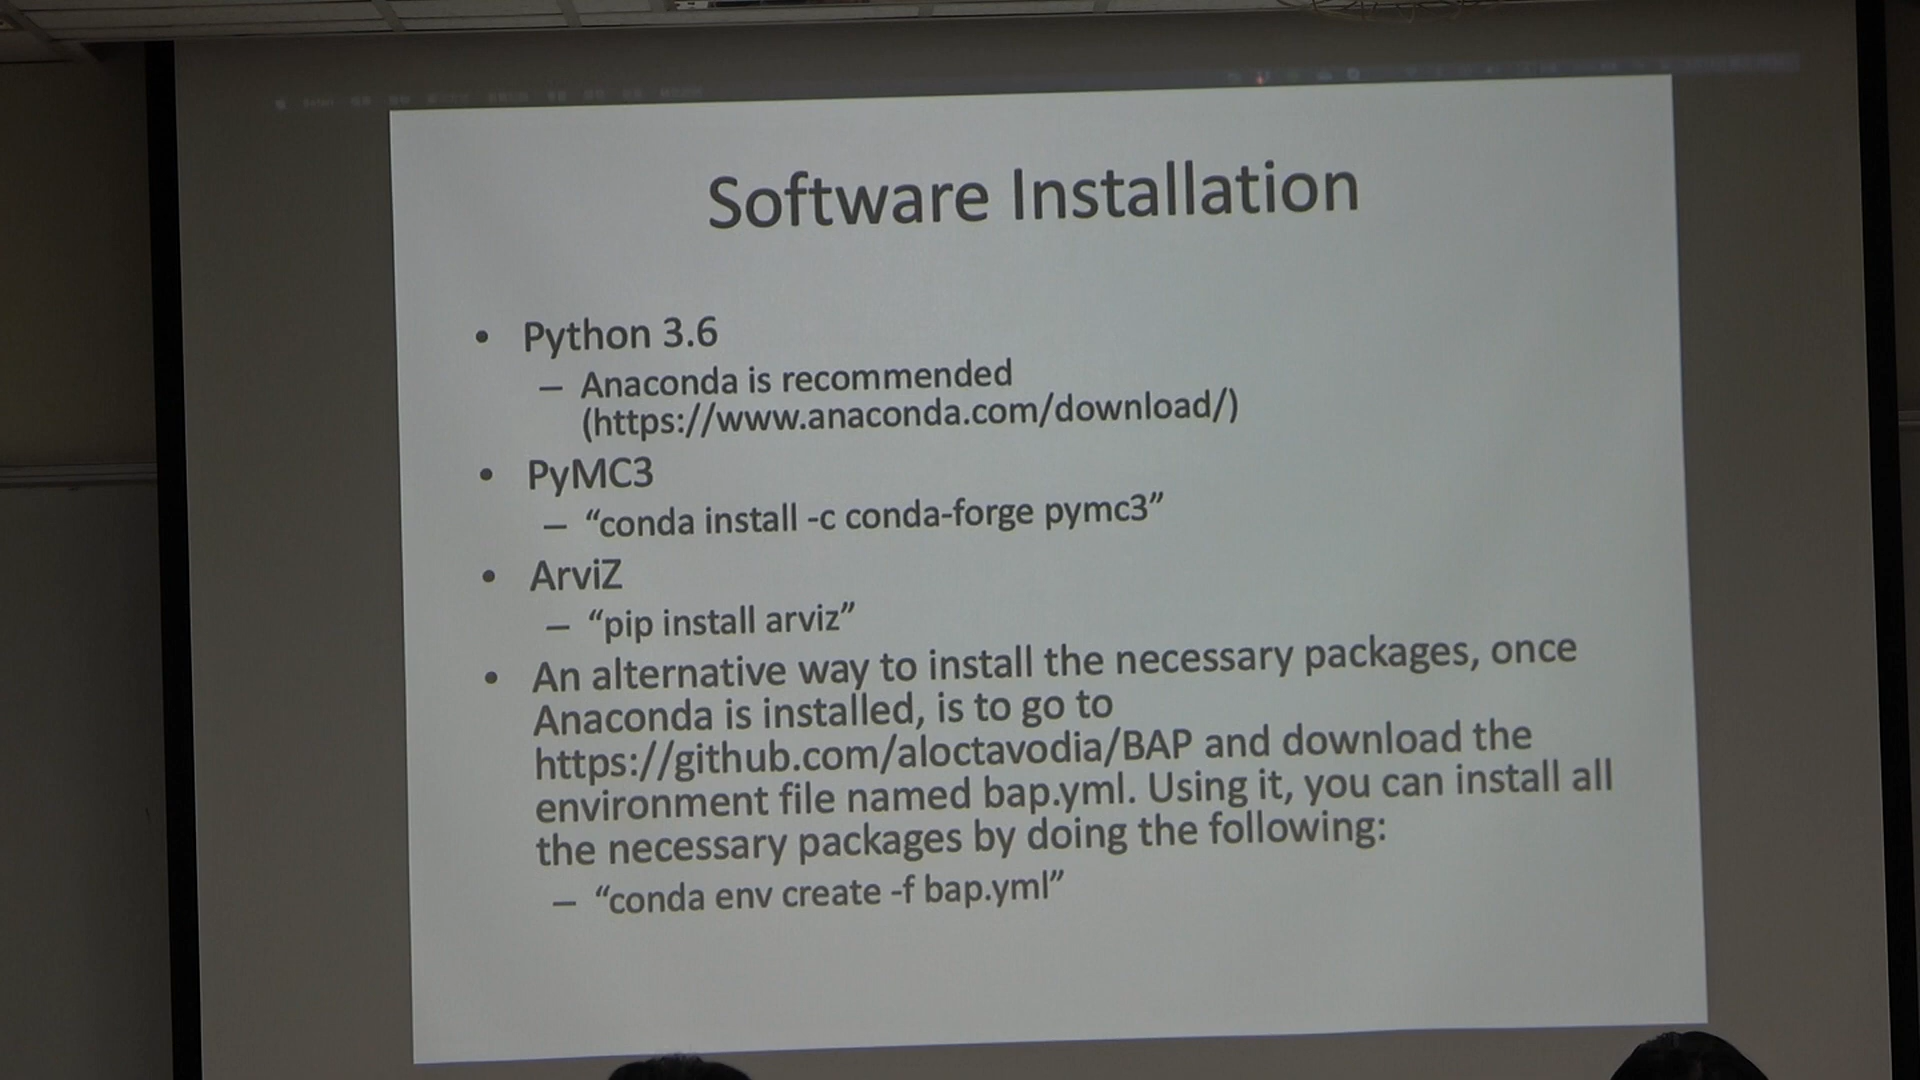 Software Installation
• Python 3.6
– Anaconda is recommended
(https://www.anaconda.com/download/)
• PyMC3
– “conda install -c conda-forge pymc3”
• ArviZ
– “pip install arviz”
• An alternative way to install the necessary packages, once
Anaconda is installed, is to go to
https://github.com/aloctavodia/BAP and download the
environment file named bap.yml. Using it, you can install all
the necessary packages by doing the following:
– “conda env create -f bap.yml”